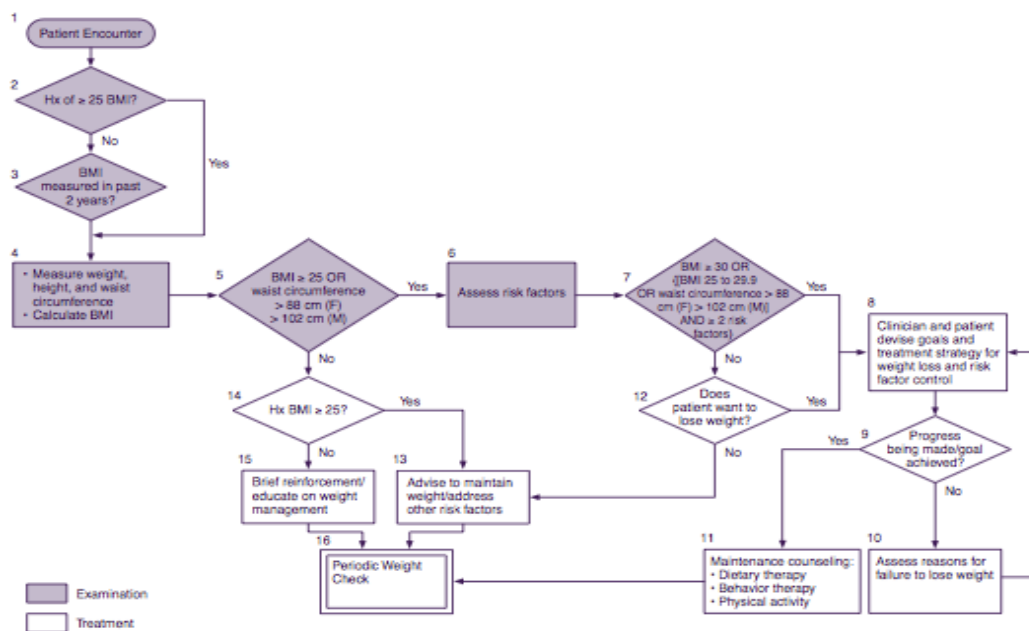 1
Patient Encounter
2
Hx of ≥ 25 BMI?
No
Yes
3
BMI
measured in past
2 years?
4
• Measure weight,
height, and waist
circumference
• Calculate BMI
5
BMI ≥ 25 OR
waist circumference
> 88 cm (F)
> 102 cm (M)
Yes
No
6
Assess risk factors
7
BMI ≥ 30 OR
{[BMI 25 to 29.9
OR waist circumference > 88
cm (F) > 102 cm (M)]
AND ≥ 2 risk
factors}
Yes
No
8
Clinician and patient
devise goals and
treatment strategy for
weight loss and risk
factor control
9
Progress
being made/goal
achieved?
Yes
No
12
Does
patient want to
lose weight?
Yes
No
14
Hx BMI ≥ 25?
Yes
No
15
Brief reinforcement/
educate on weight
management
13
Advise to maintain
weight/address
other risk factors
16
Periodic Weight
Check
11
Maintenance counseling:
• Dietary therapy
• Behavior therapy
• Physical activity
10
Assess reasons for
failure to lose weight
Examination
Treatment